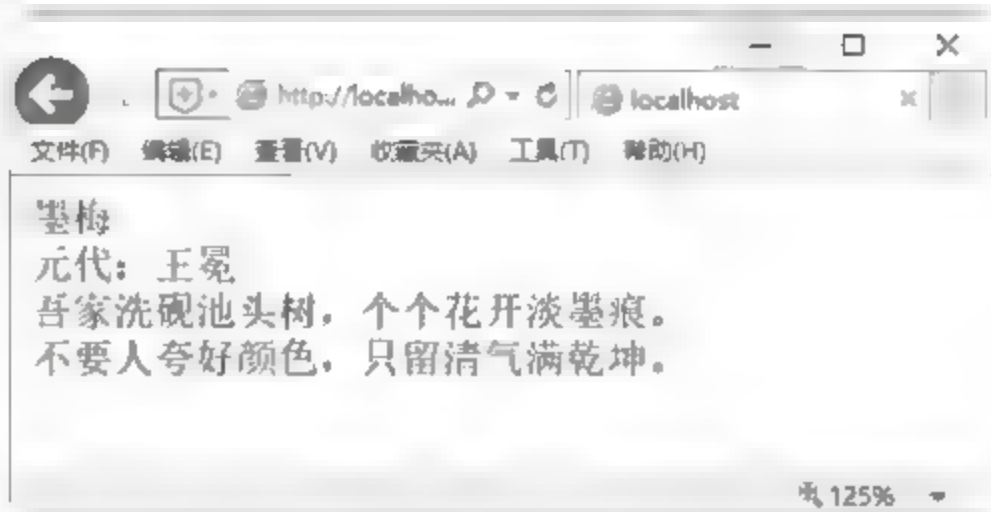 http://localho... localhost
文件(F) 编辑(E) 查看(V) 收藏夹(A) 工具(T) 帮助(H)
墨梅
元代：王冕
吾家洗砚池头树，个个花开淡墨痕。
不要人夸好颜色，只留清气满乾坤。
125%